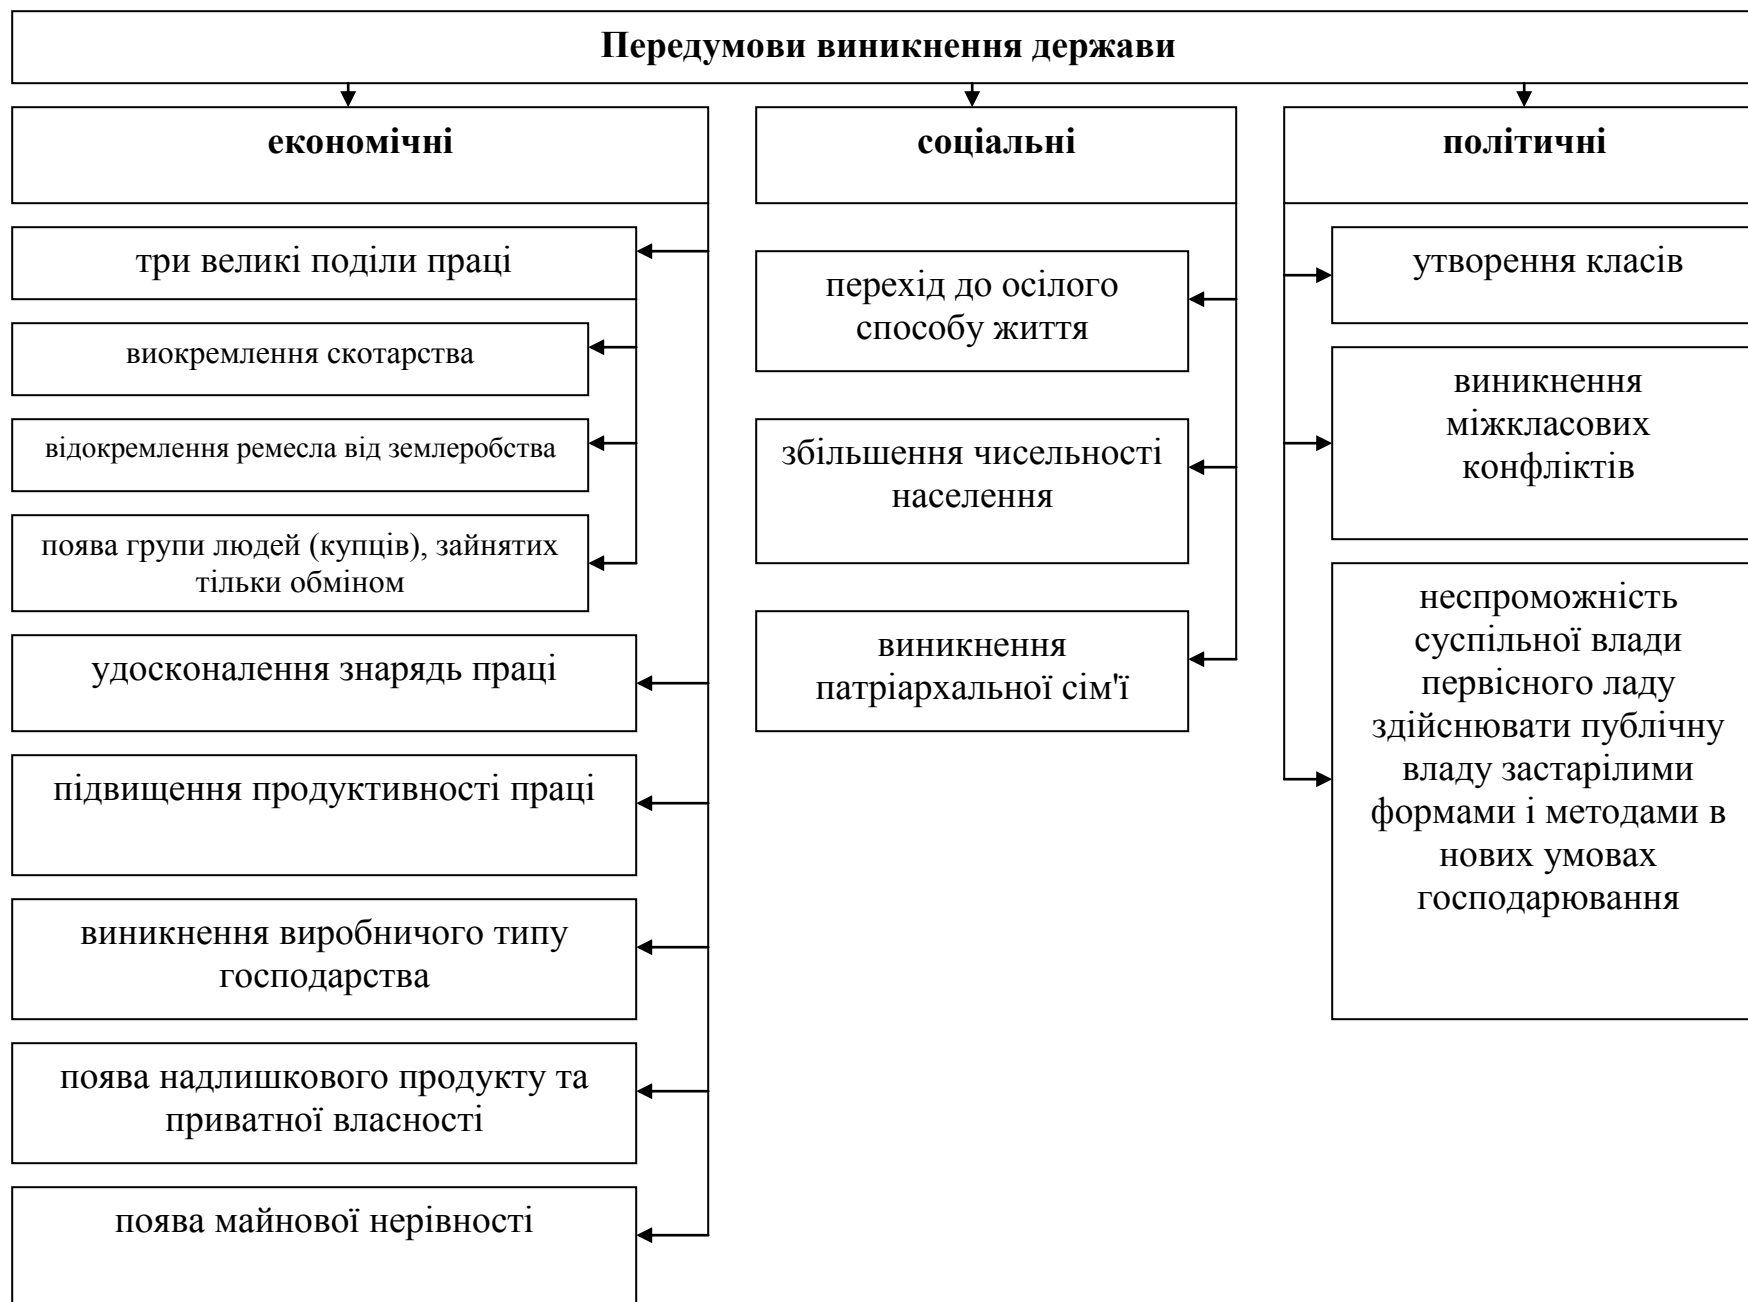 Передумови виникнення держави
економічні
три великі поділи праці
виокремлення скотарства
відокремлення ремесла від землеробства
поява групи людей (купців), зайнятих
тільки обміном
удосконалення знарядь праці
підвищення продуктивності праці
виникнення виробничого типу
господарства
поява надлишкового продукту та
приватної власності
поява майнової нерівності
соціальні
перехід до осілого
способу життя
збільшення чисельності
населення
виникнення
патріархальної сім'ї
політичні
утворення класів
виникнення
міжкласових
конфліктів
неспроможність
суспільної влади
первісного ладу
здійснювати публічну
владу застарілими
формами і методами в
нових умовах
господарювання